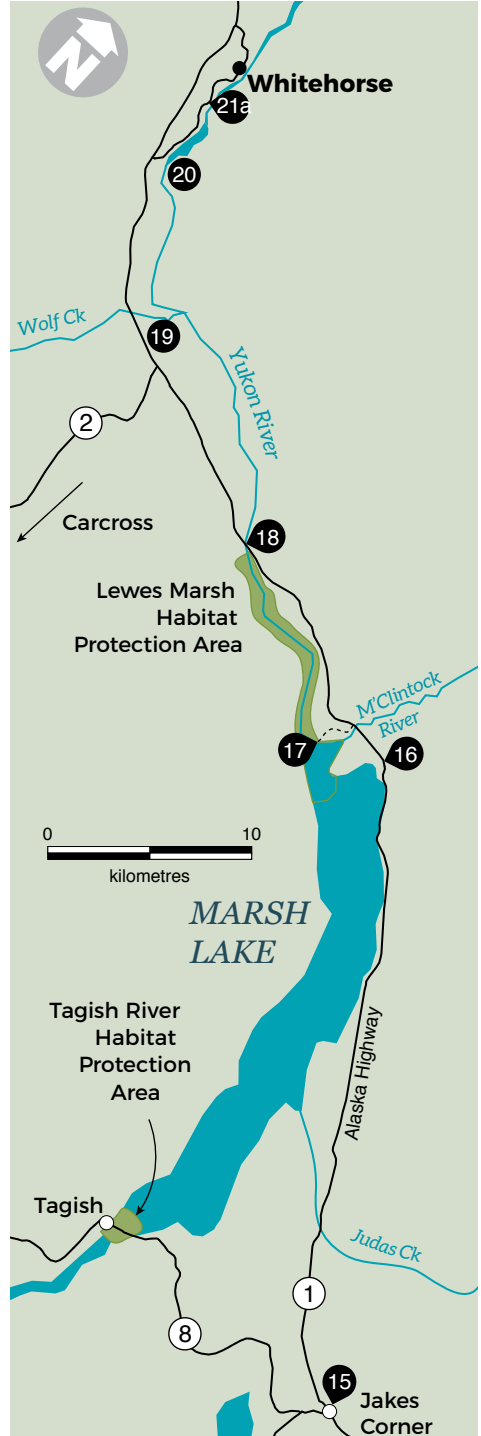 N
Whitehorse
21a
20
Wolf Ck
19
Yukon River
2
Carcross
18
Lewes Marsh
Habitat
Protection Area
M'Clintock
River
17
16
0 10
kilometres
MARSH
LAKE
Tagish River
Habitat
Protection
Area
Alaska Highway
Tagish
Judas Ck
1
8
15
Jakes
Corner